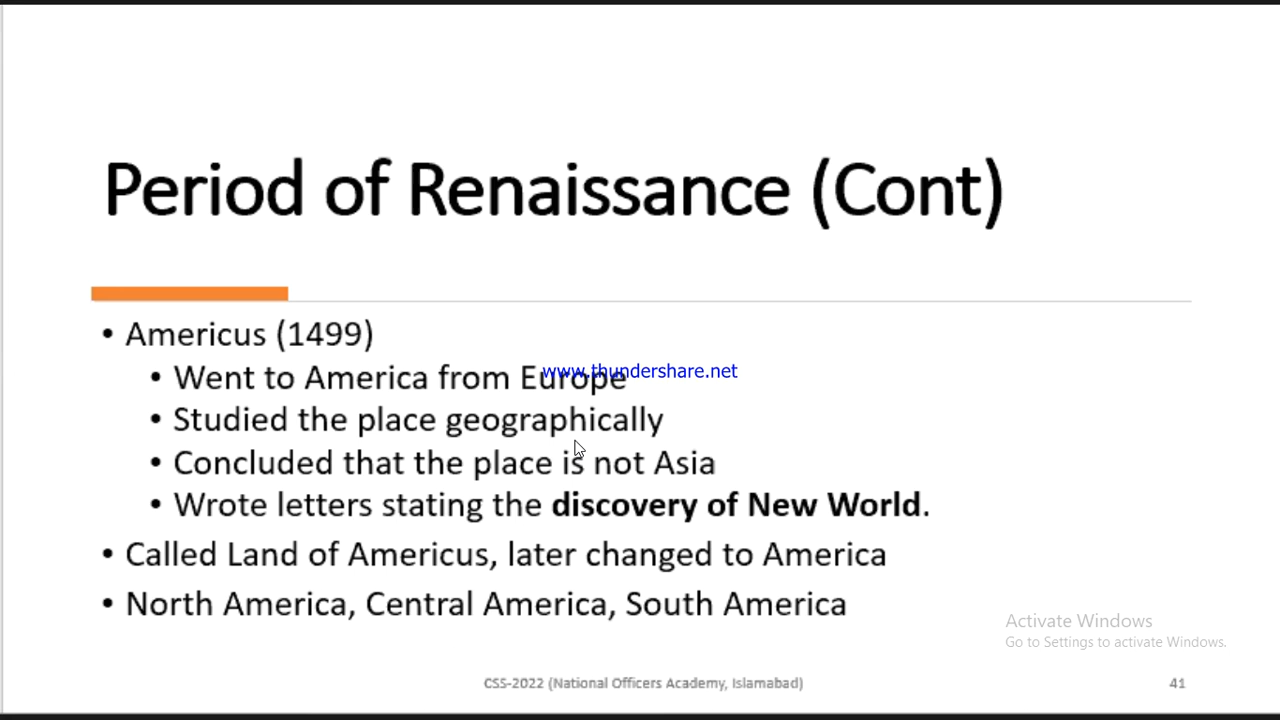 Period of Renaissance (Cont)
• Americus (1499)
• Went to America from Europe
www.thundershare.net
• Studied the place geographically
• Concluded that the place is not Asia
• Wrote letters stating the discovery of New World.
• Called Land of Americus, later changed to America
• North America, Central America, South America
Activate Windows
Go to Settings to activate Windows.
CSS-2022 (National Officers Academy, Islamabad)
41